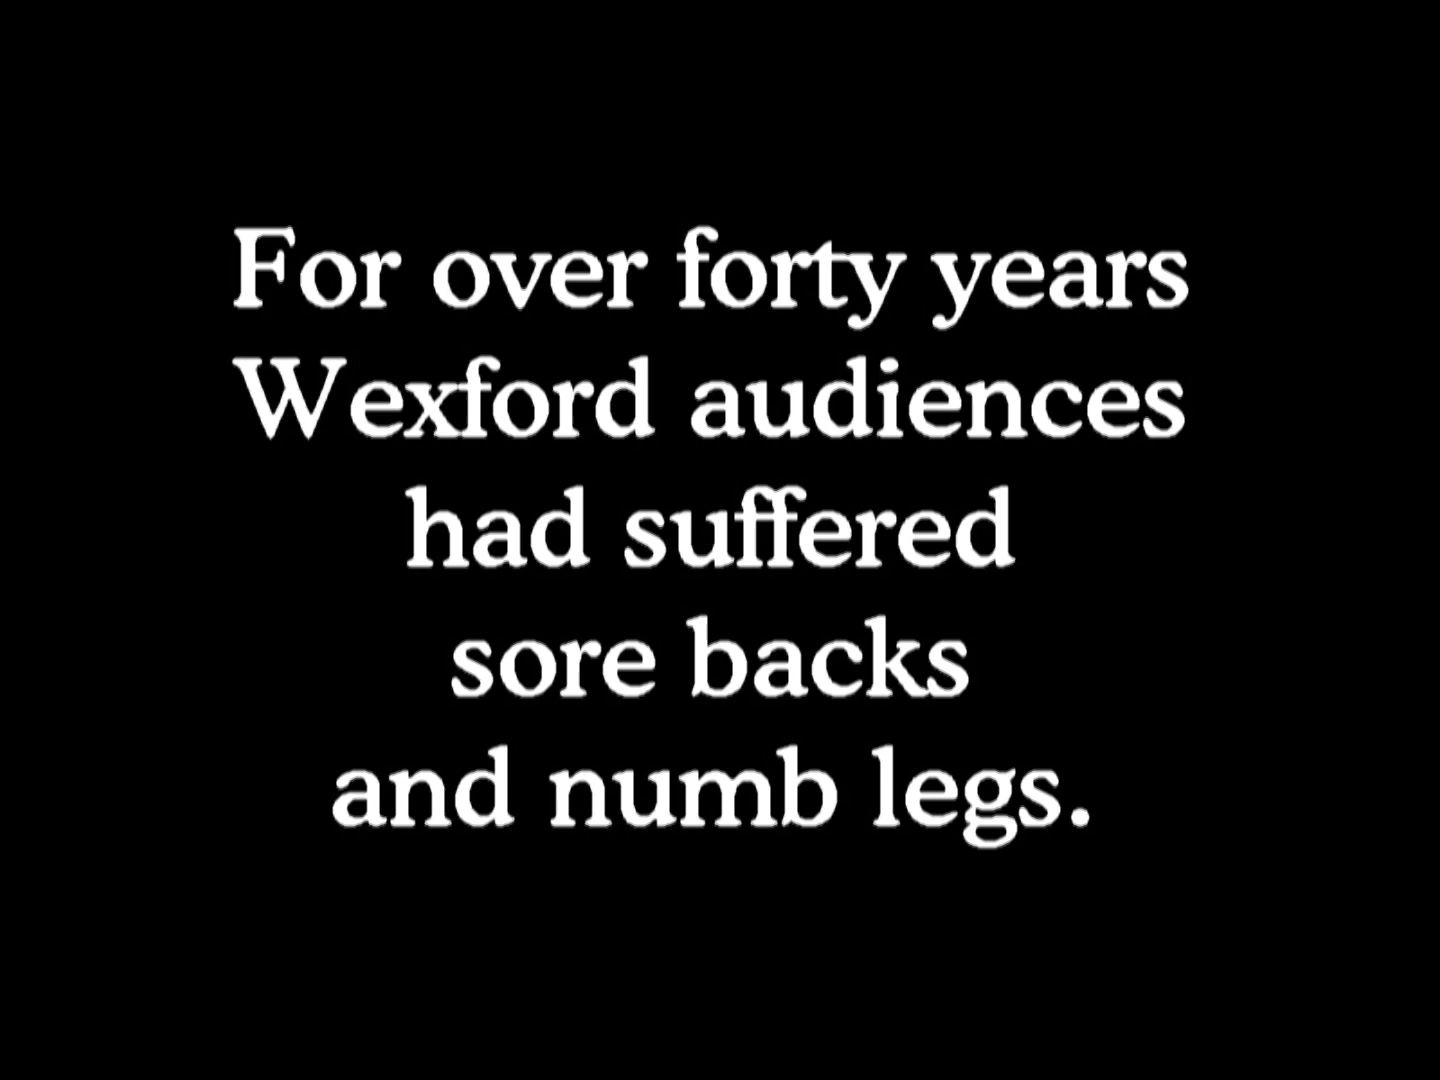 For over forty years
Wexford audiences
had suffered
sore backs
and numb legs.